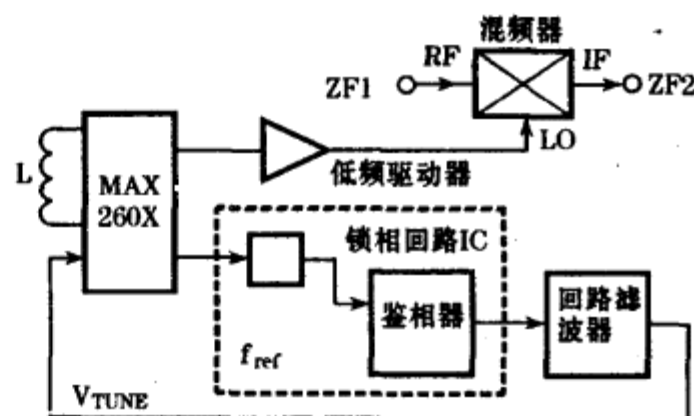 混频器
RF
IF
ZF1
ZF2
LO
L
MAX
260X
低频驱动器
锁相回路IC
鉴相器
回路滤
波器
fref
VTUNE